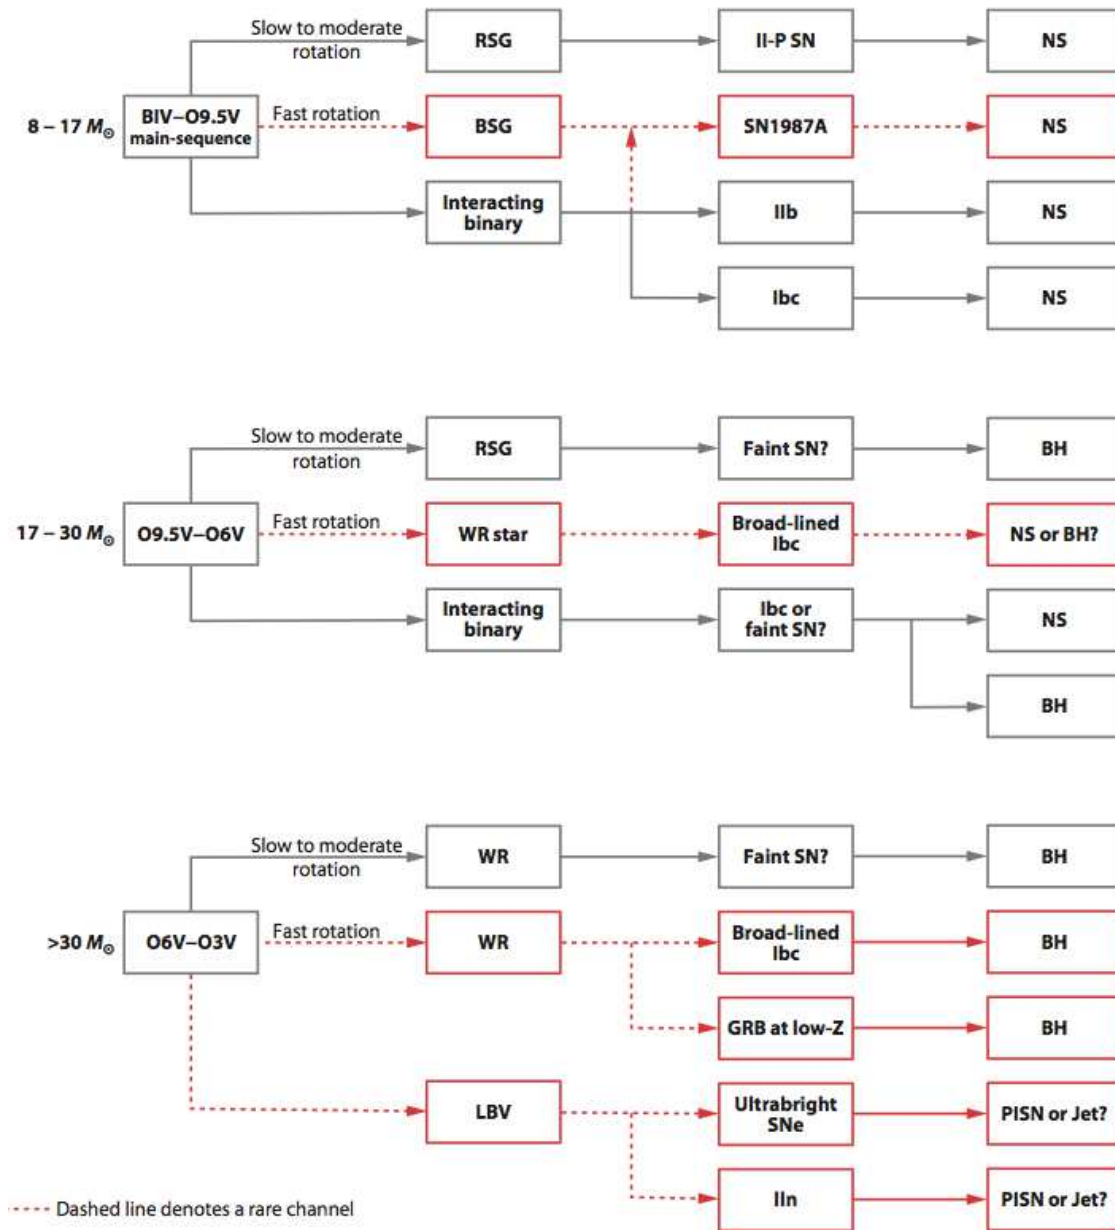 Slow to moderate
rotation
RSG
II-P SN
NS
8 – 17 M⊙
BIV–O9.5V
main-sequence
Fast rotation
BSG
SN1987A
NS
Interacting
binary
IIb
NS
Ibc
NS
Slow to moderate
rotation
RSG
Faint SN?
BH
17 – 30 M⊙
O9.5V–O6V
Fast rotation
WR star
Broad-lined
Ibc
NS or BH?
Interacting
binary
Ibc or
faint SN?
NS
BH
Slow to moderate
rotation
WR
Faint SN?
BH
>30 M⊙
O6V–O3V
Fast rotation
WR
Broad-lined
Ibc
BH
GRB at low-Z
BH
LBV
Ultrabright
SNe
PISN or Jet?
IIn
PISN or Jet?
Dashed line denotes a rare channel